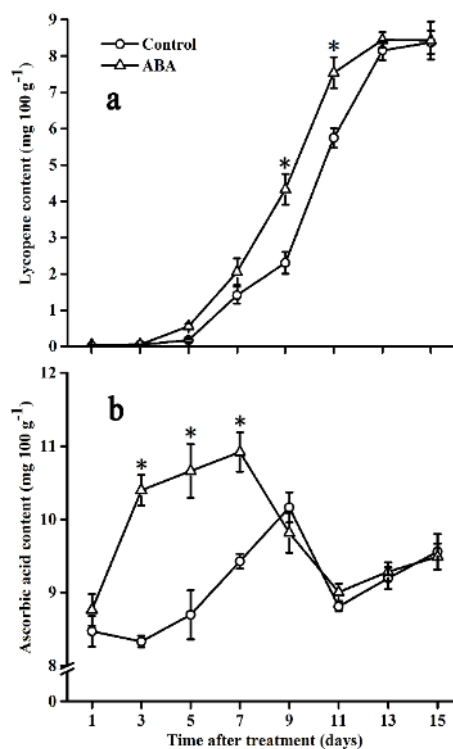 9
Control
8
ABA
*
7
a
6
5
*
4
3
2
1
0
Lycopene content (mg 100 g⁻¹)
12
b
11
* * *
10
9
8
0
Ascorbic acid content (mg 100 g⁻¹)
1 3 5 7 9 11 13 15
Time after treatment (days)